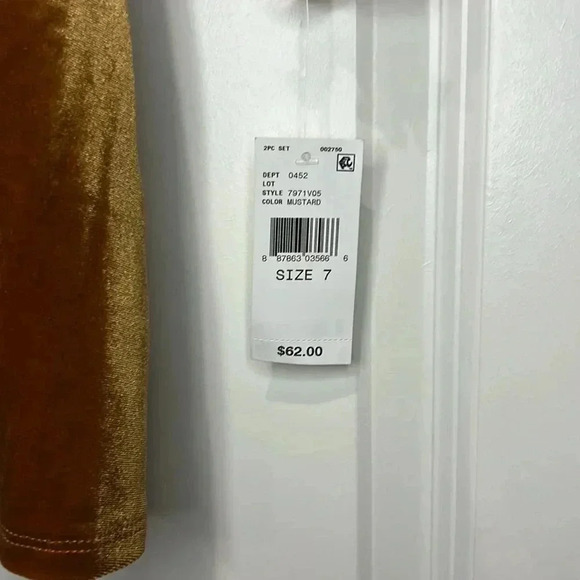 2PC SET 002750
DEPT 0452
LOT
STYLE 7971V05
COLOR MUSTARD
8 87863 03566 6
SIZE 7
$62.00